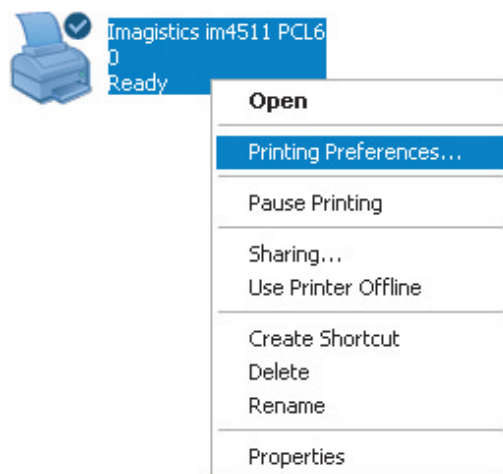 Imagistics im4511 PCL6
0
Ready
Open
Printing Preferences...
Pause Printing
Sharing...
Use Printer Offline
Create Shortcut
Delete
Rename
Properties